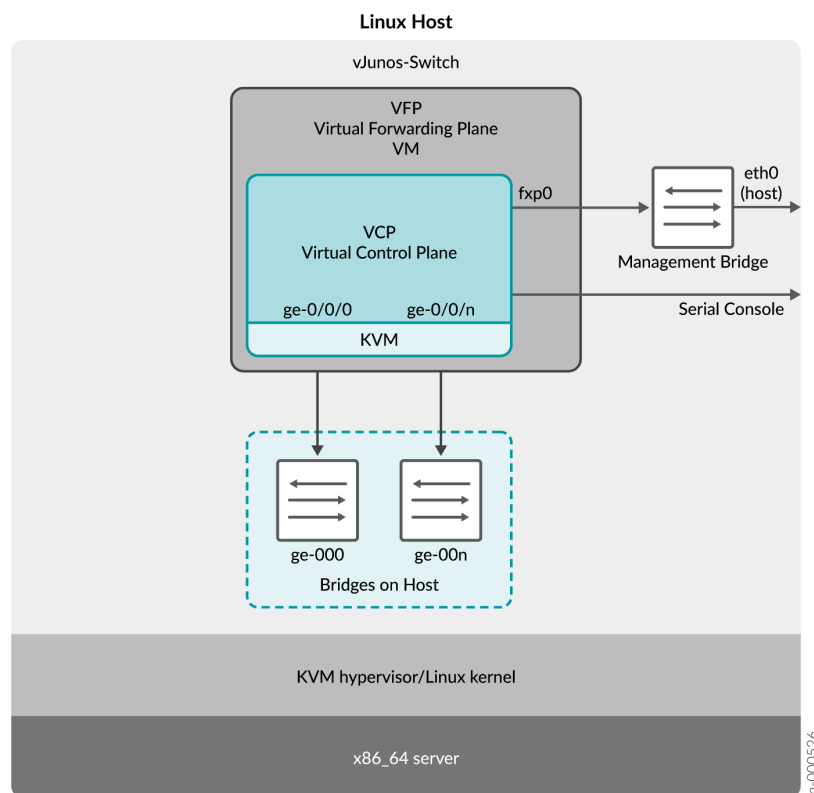 Linux Host
vJunos-Switch
VFP
Virtual Forwarding Plane
VM
fxp0
eth0
(host)
VCP
Virtual Control Plane
Management Bridge
ge-0/0/0
ge-0/0/n
Serial Console
KVM
ge-000
ge-00n
Bridges on Host
KVM hypervisor/Linux kernel
x86_64 server